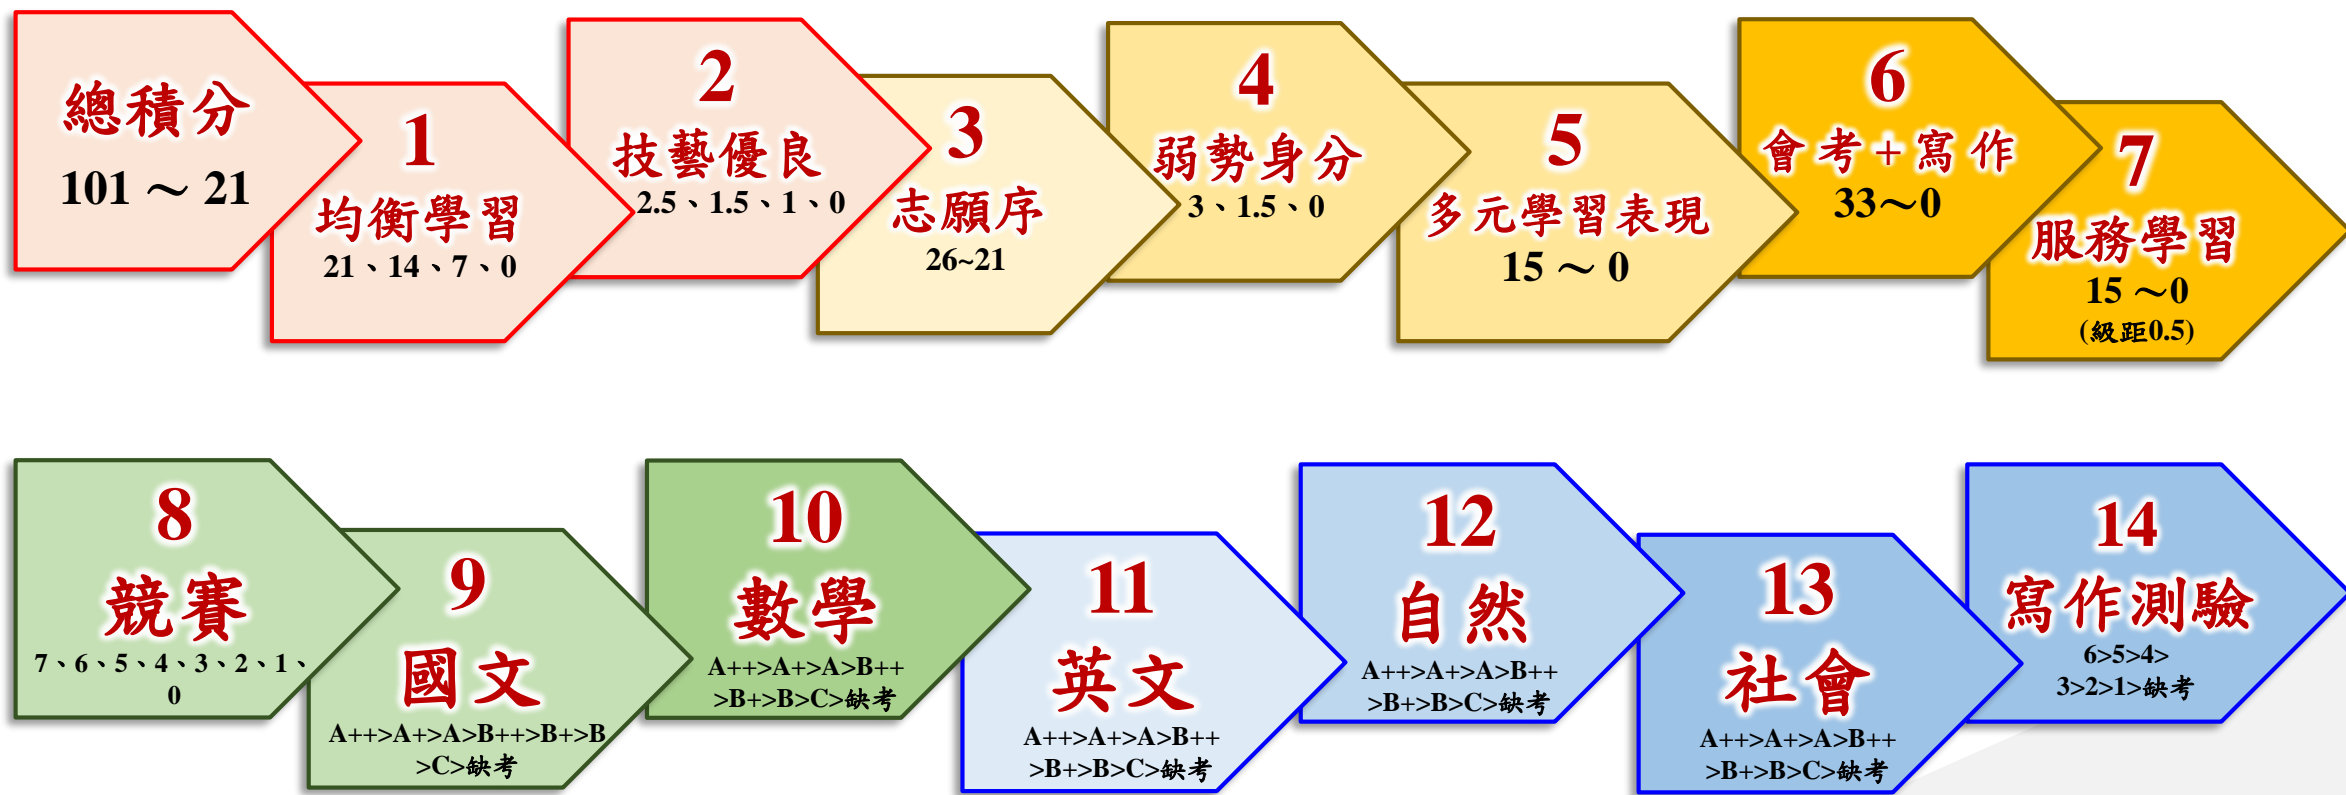 總積分
101 ～ 21
1
均衡學習
21、14、7、0
2
技藝優良
2.5、1.5、1、0
3
志願序
26~21
4
弱勢身分
3、1.5、0
5
多元學習表現
15 ～ 0
6
會考+寫作
33～0
7
服務學習
15 ～0
(級距0.5)
8
競賽
7、6、5、4、3、2、1、
0
9
國文
A++>A+>A>B++>B+>B
>C>缺考
10
數學
A++>A+>A>B++
>B+>B>C>缺考
11
英文
A++>A+>A>B++
>B+>B>C>缺考
12
自然
A++>A+>A>B++
>B+>B>C>缺考
13
社會
A++>A+>A>B++
>B+>B>C>缺考
14
寫作測驗
6>5>4>
3>2>1>缺考